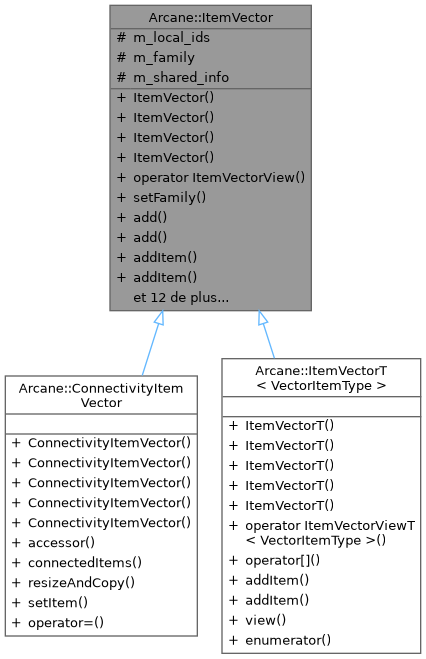 Arcane::ItemVector
# m_local_ids
# m_family
# m_shared_info
+ ItemVector()
+ ItemVector()
+ ItemVector()
+ ItemVector()
+ operator ItemVectorView()
+ setFamily()
+ add()
+ add()
+ addItem()
+ addItem()
et 12 de plus...
Arcane::ConnectivityItem
Vector
+ ConnectivityItemVector()
+ ConnectivityItemVector()
+ ConnectivityItemVector()
+ ConnectivityItemVector()
+ ConnectivityItemVector()
+ accessor()
+ connectedItems()
+ resizeAndCopy()
+ setItem()
+ operator=()
Arcane::ItemVectorT
< VectorItemType >
+ ItemVectorT()
+ ItemVectorT()
+ ItemVectorT()
+ ItemVectorT()
+ ItemVectorT()
+ operator ItemVectorViewT
< VectorItemType >()
+ operator[]()
+ addItem()
+ addItem()
+ view()
+ enumerator()